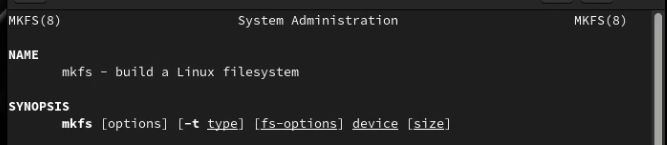 MKFS(8) System Administration MKFS(8)
NAME
mkfs - build a Linux filesystem
SYNOPSIS
mkfs [options] [-t type] [fs-options] device [size]